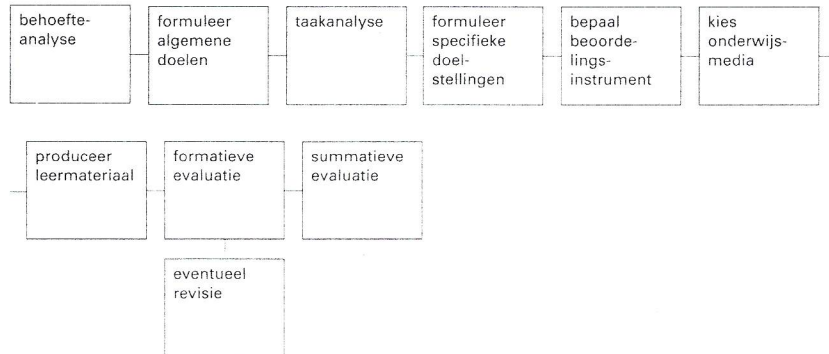 behoefte-
analyse
formuleer
algemene
doelen
taakanalyse
formuleer
specifieke
doel-
stellingen
bepaal
beoorde-
lings-
instrument
kies
onderwijs-
media
produceer
leermateriaal
formatieve
evaluatie
summatieve
evaluatie
eventueel
revisie